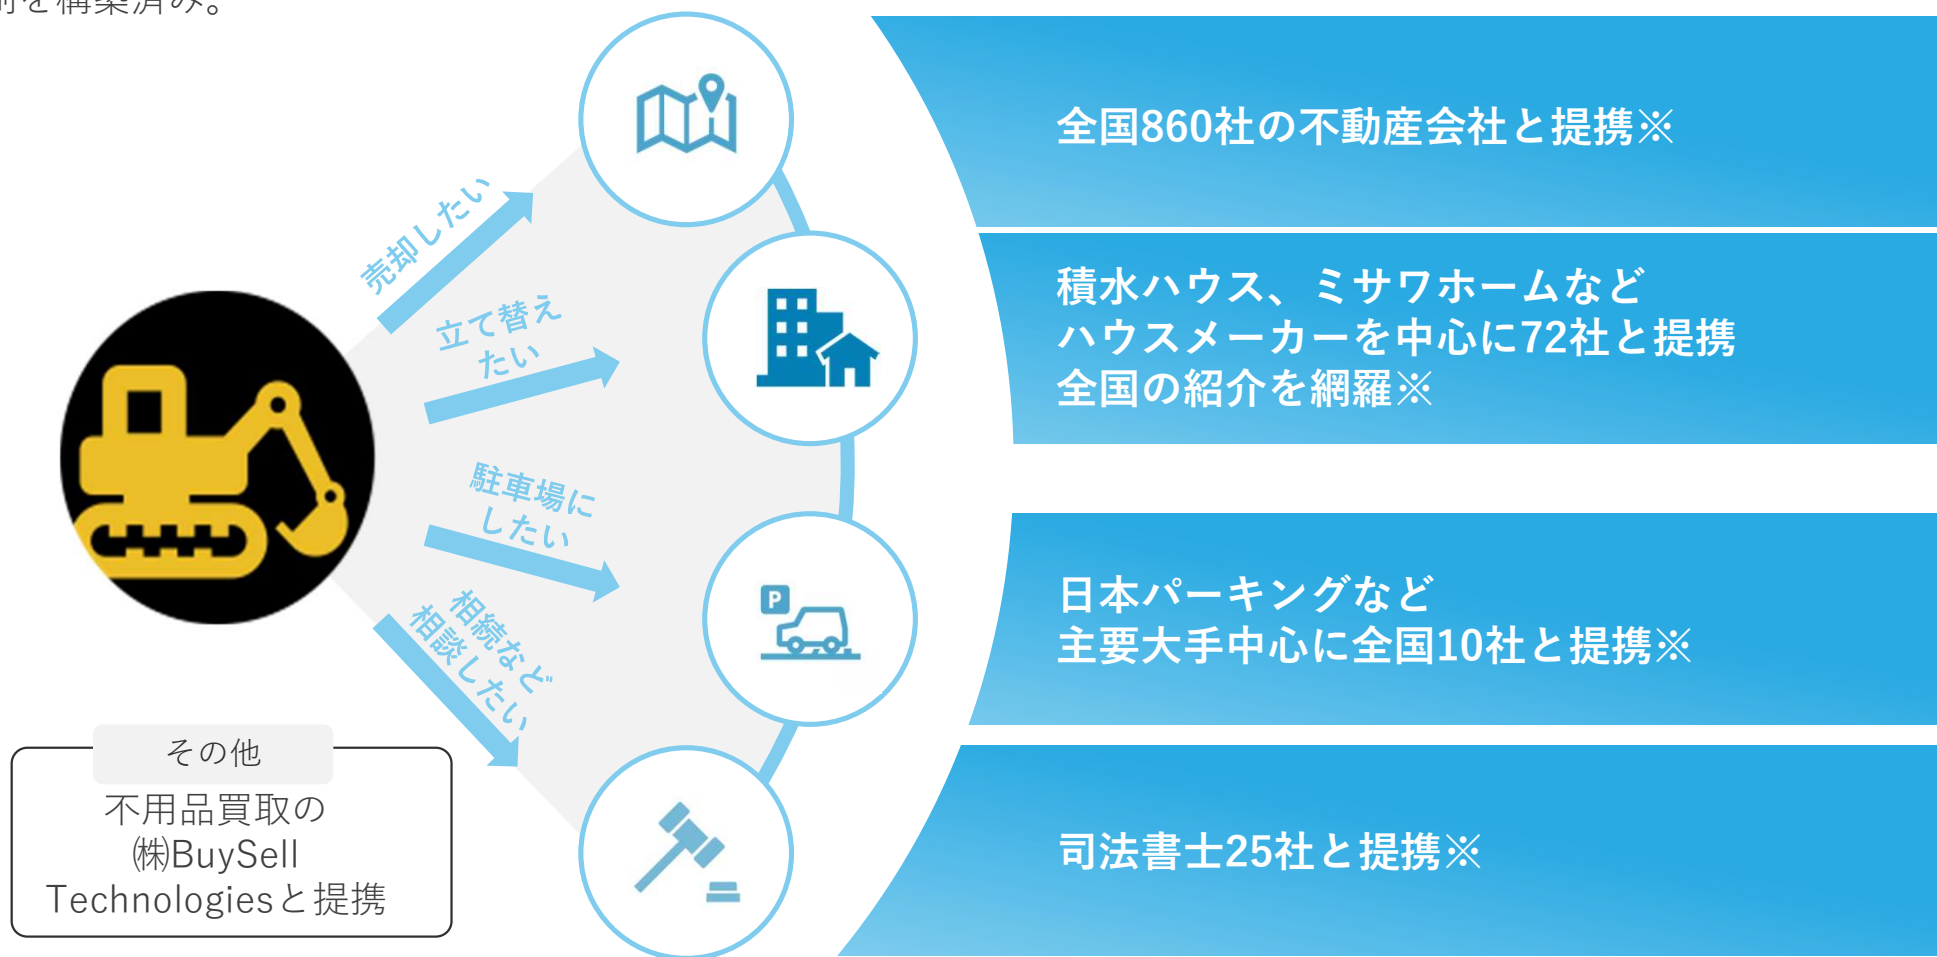 を構築済み。
全国860社の不動産会社と提携※
売却したい
積水ハウス、ミサワホームなど
ハウスメーカーを中心に72社と提携
全国の紹介を網羅※
立て替え
たい
駐車場に
したい
P
日本パーキングなど
主要大手中心に全国10社と提携※
相続など
相談したい
司法書士25社と提携※
その他
不用品買取の
㈱BuySell
Technologiesと提携